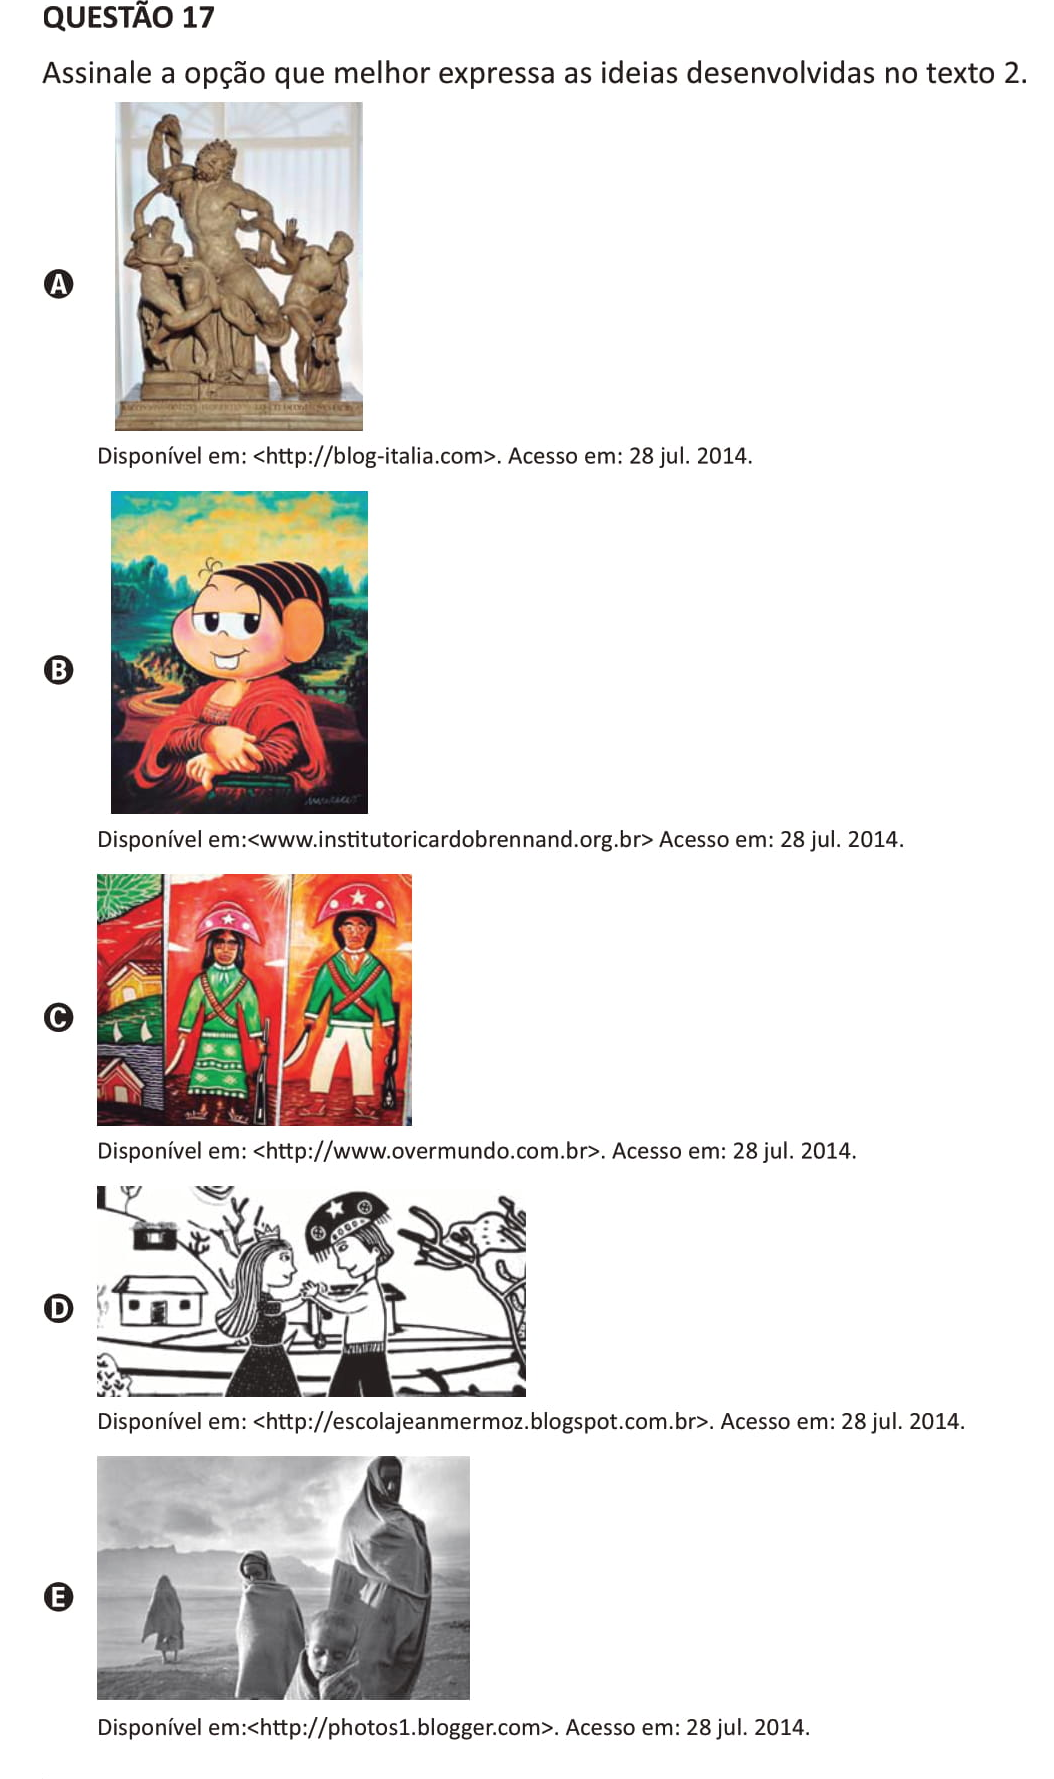 QUESTÃO 17
Assinale a opção que melhor expressa as ideias desenvolvidas no texto 2.
A
Disponível em: <http://blog-italia.com>. Acesso em: 28 jul. 2014.
B
Disponível em:<www.institutoricardobrennand.org.br> Acesso em: 28 jul. 2014.
C
Disponível em: <http://www.overmundo.com.br>. Acesso em: 28 jul. 2014.
D
Disponível em: <http://escolajeanmermoz.blogspot.com.br>. Acesso em: 28 jul. 2014.
E
Disponível em:<http://photos1.blogger.com>. Acesso em: 28 jul. 2014.